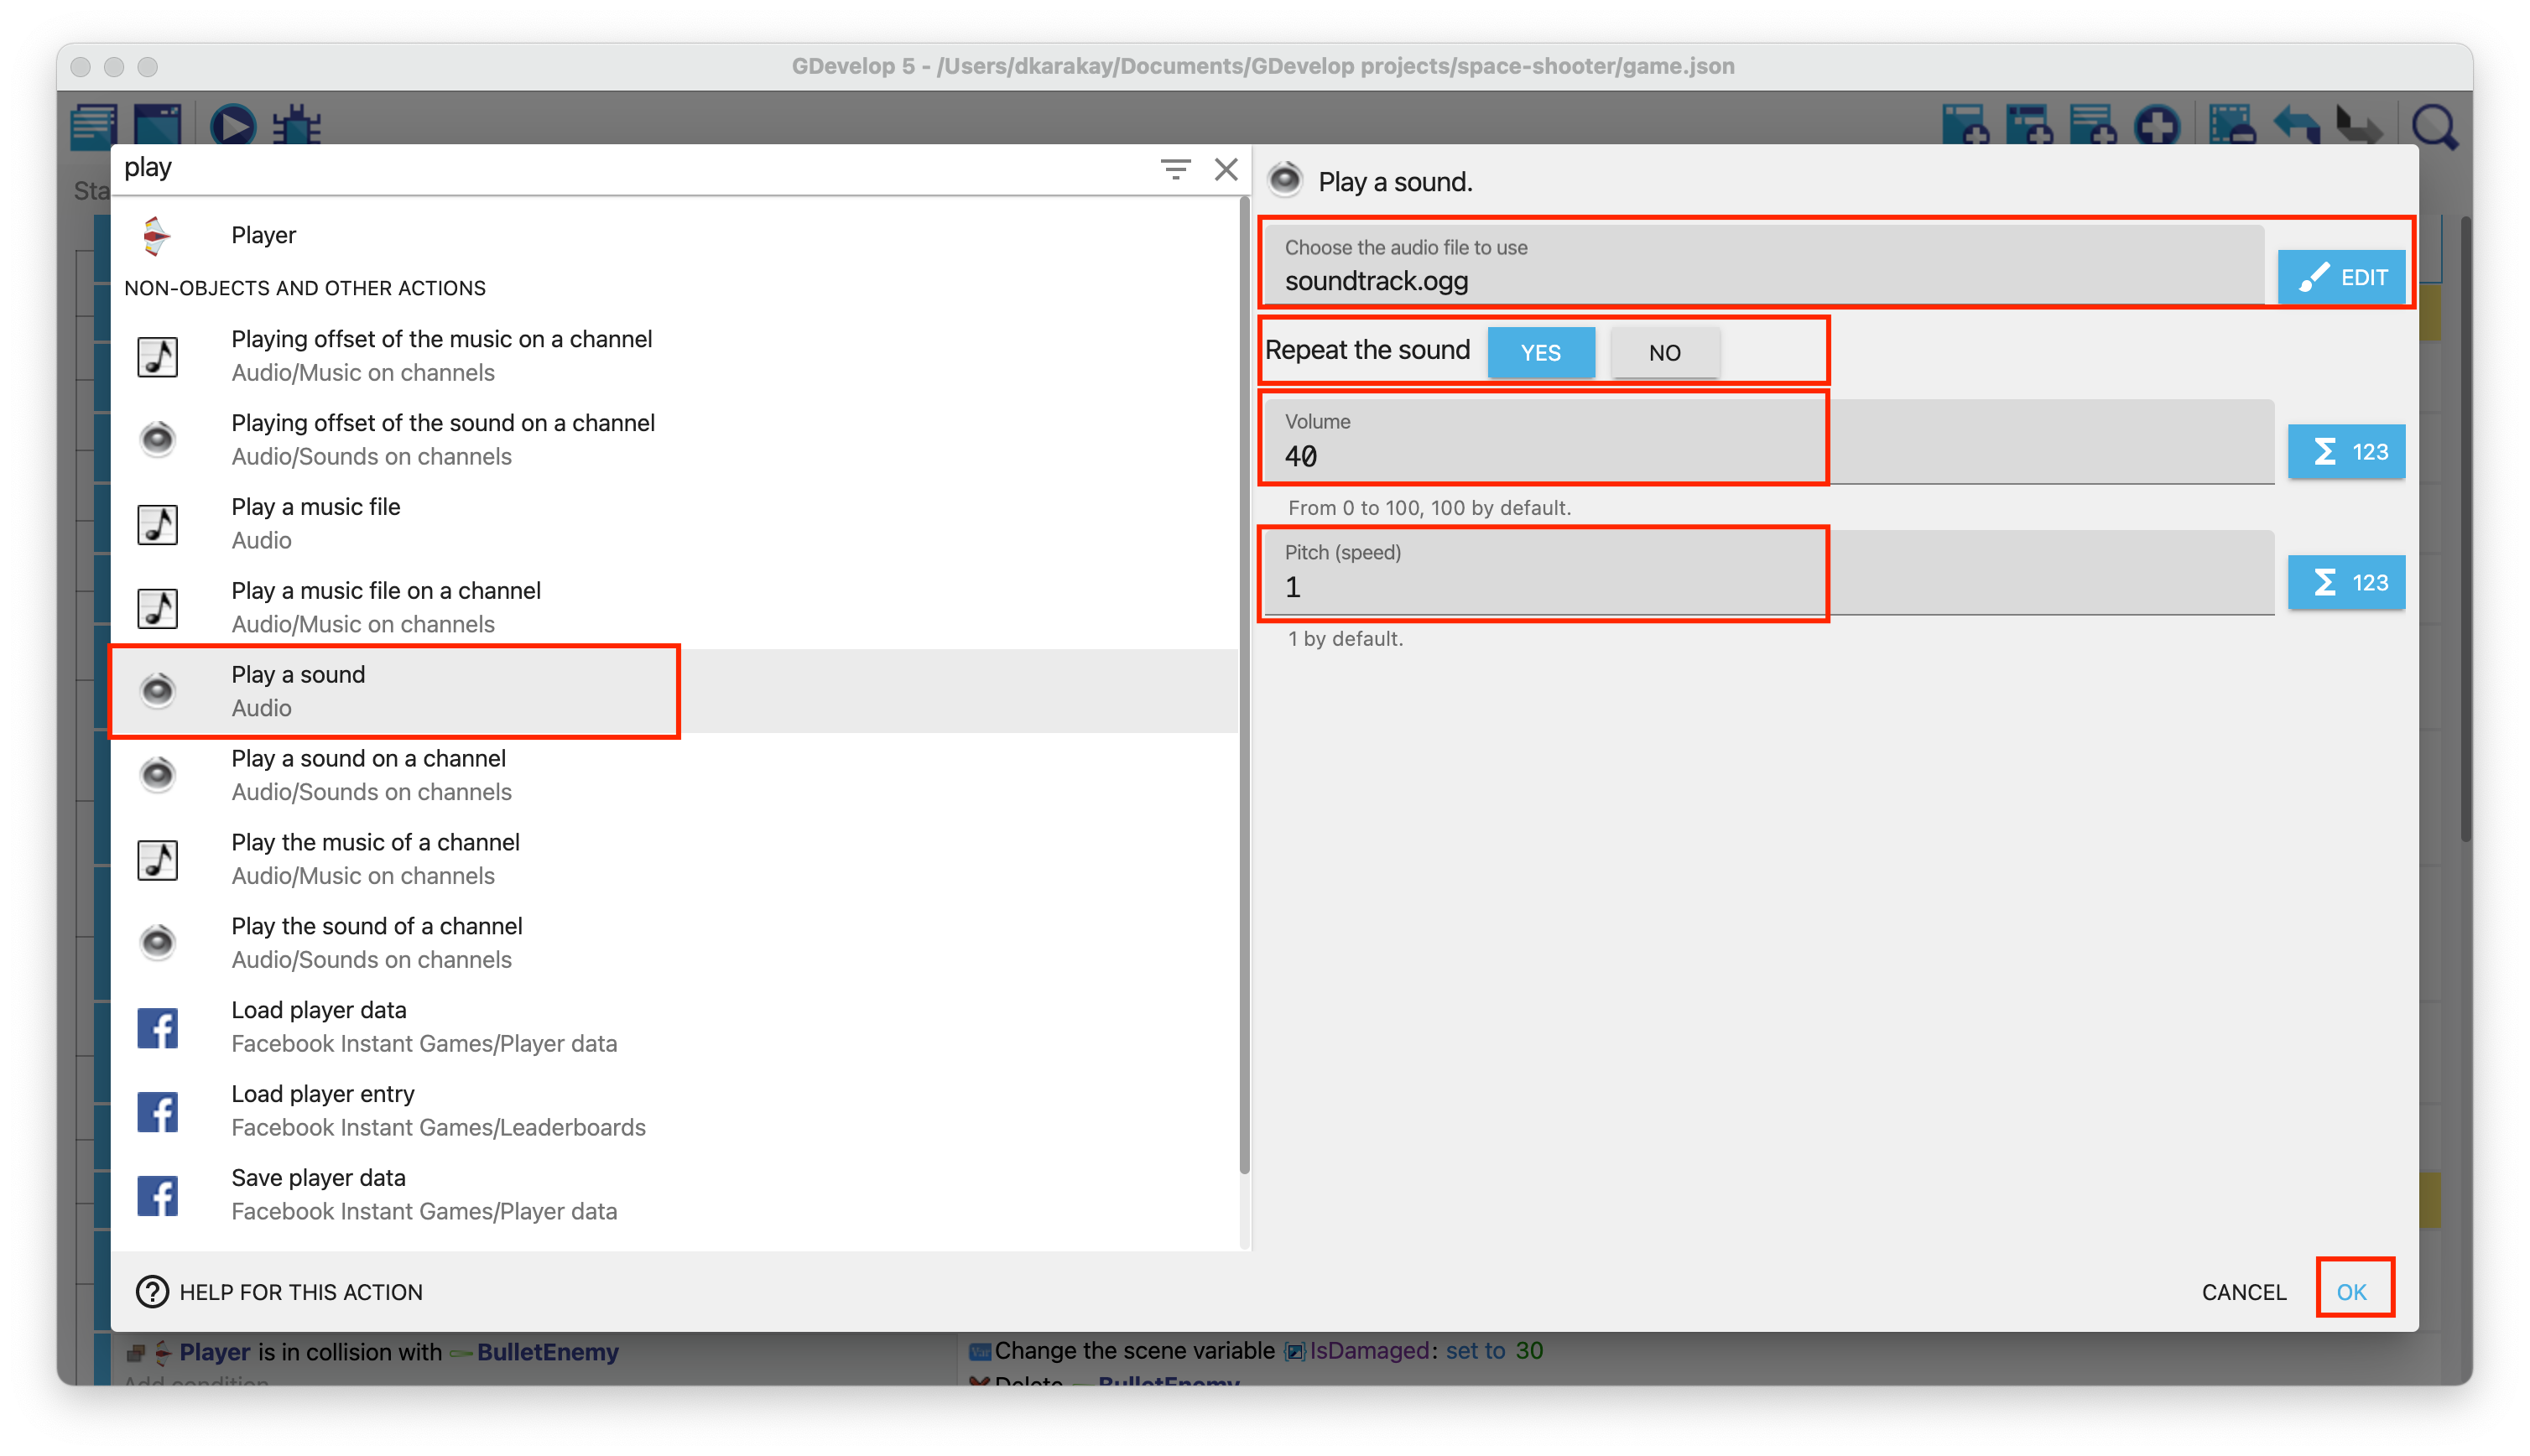 GDevelop 5 - /Users/dkarakay/Documents/GDevelop projects/space-shooter/game.json
Sta
play
Player
NON-OBJECTS AND OTHER ACTIONS
Playing offset of the music on a channel
Audio/Music on channels
Playing offset of the sound on a channel
Audio/Sounds on channels
Play a music file
Audio
Play a music file on a channel
Audio/Music on channels
Play a sound
Audio
Play a sound on a channel
Audio/Sounds on channels
Play the music of a channel
Audio/Music on channels
Play the sound of a channel
Audio/Sounds on channels
Load player data
Facebook Instant Games/Player data
Load player entry
Facebook Instant Games/Leaderboards
Save player data
Facebook Instant Games/Player data
Play a sound.
Choose the audio file to use
soundtrack.ogg
EDIT
Repeat the sound YES NO
Volume
40
Σ 123
From 0 to 100, 100 by default.
Pitch (speed)
1
Σ 123
1 by default.
HELP FOR THIS ACTION
CANCEL OK
Player is in collision with BulletEnemy
Add condition
Var Change the scene variable IsDamaged: set to 30
Delete BulletEnemy